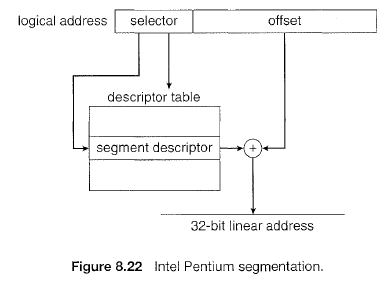 logical address selector offset
descriptor table
segment descriptor +
32-bit linear address
Figure 8.22 Intel Pentium segmentation.